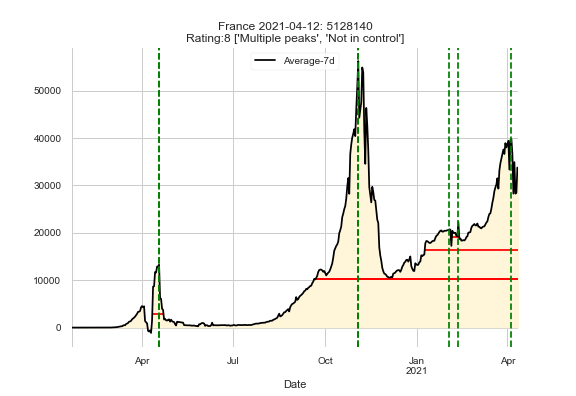 France 2021-04-12: 5128140
Rating:8 ['Multiple peaks', 'Not in control']
Average-7d
50000
40000
30000
20000
10000
0
Apr
Jul
Oct
Jan
2021
Apr
Date